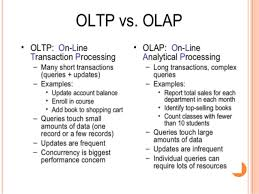 OLTP vs. OLAP
• OLTP: On-Line
Transaction Processing
– Many short transactions
(queries + updates)
– Examples:
• Update account balance
• Enroll in course
• Add book to shopping cart
– Queries touch small
amounts of data (one
record or a few records)
– Updates are frequent
– Concurrency is biggest
performance concern
• OLAP: On-Line
Analytical Processing
– Long transactions, complex
queries
– Examples:
• Report total sales for each
department in each month
• Identify top-selling books
• Count classes with fewer
than 10 students
– Queries touch large
amounts of data
– Updates are infrequent
– Individual queries can
require lots of resources